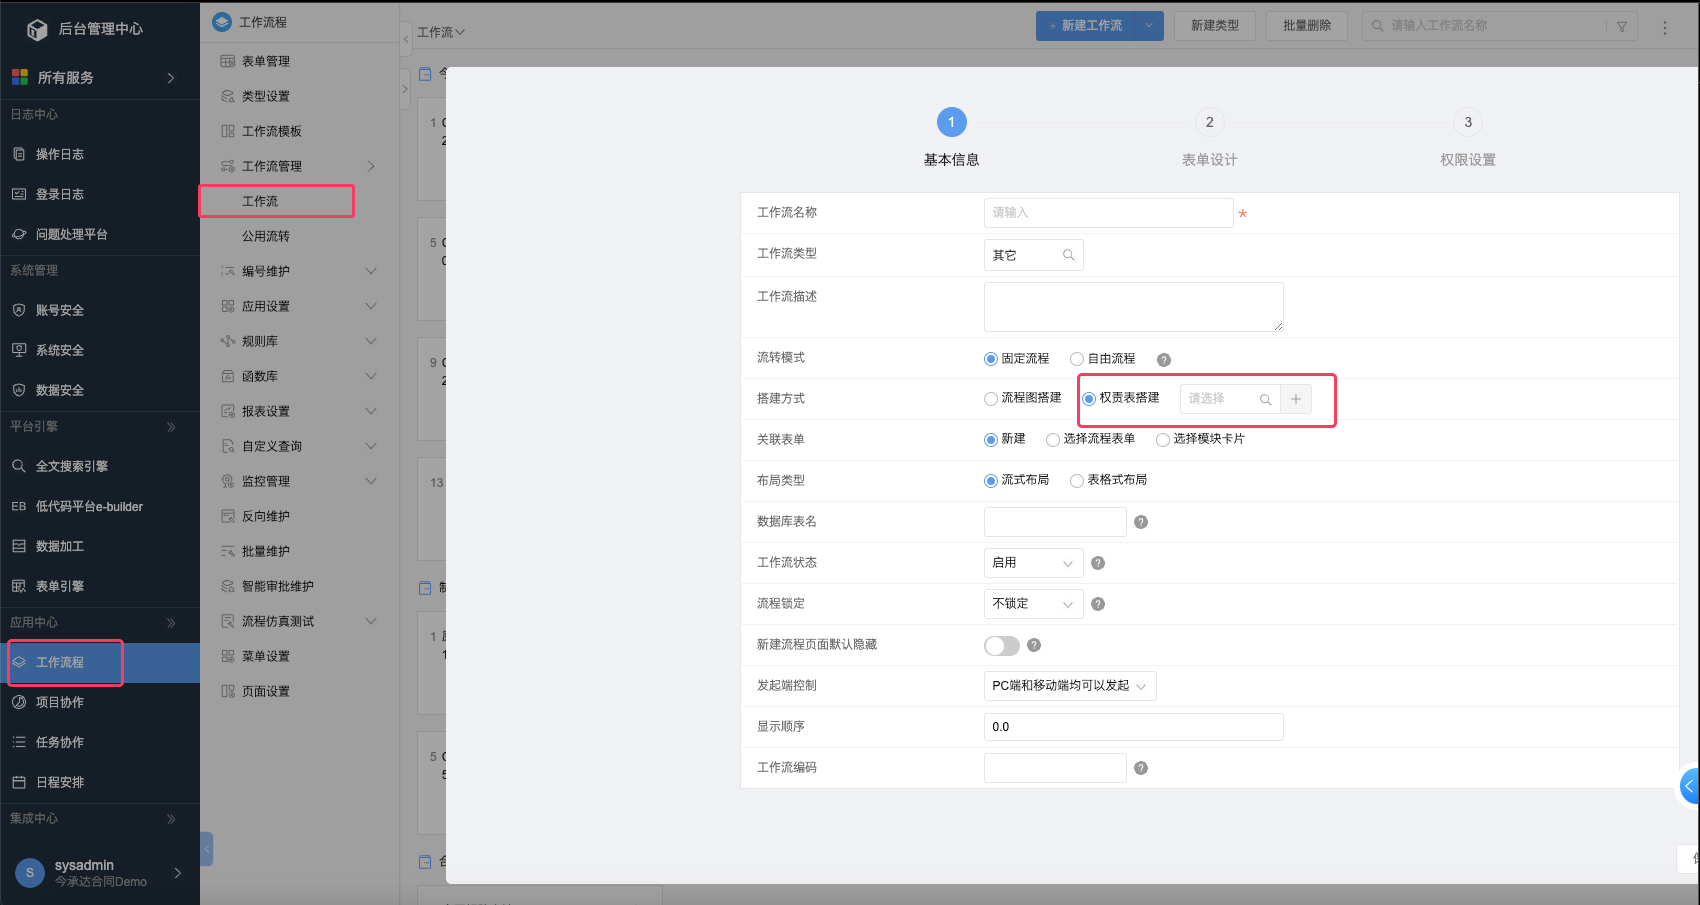 后台管理中心
所有服务
日志中心
操作日志
登录日志
问题处理平台
系统管理
账号安全
系统安全
数据安全
平台引擎
全文搜索引擎
EB 低代码平台e-builder
数据加工
表单引擎
应用中心
工作流程
项目协作
任务协作
日程安排
集成中心
S
sysadmin
今承达合同Demo
工作流程
表单管理
类型设置
工作流模板
工作流管理
工作流
公用流转
编号维护
应用设置
规则库
函数库
报表设置
自定义查询
监控管理
反向维护
批量维护
智能审批维护
流程仿真测试
菜单设置
页面设置
工作流
+ 新建工作流
新建类型
批量删除
请输入工作流名称
1
2
5
9
2
13
1
1
5
5
1
2
3
基本信息
表单设计
权限设置
工作流名称
请输入
*
工作流类型
其它
工作流描述
流转模式
固定流程
自由流程
?
搭建方式
流程图搭建
权责表搭建
请选择
+
关联表单
新建
选择流程表单
选择模块卡片
布局类型
流式布局
表格式布局
数据库表名
?
工作流状态
启用
?
流程锁定
不锁定
?
新建流程页面默认隐藏
?
发起端控制
PC端和移动端均可以发起
显示顺序
0.0
工作流编码
?